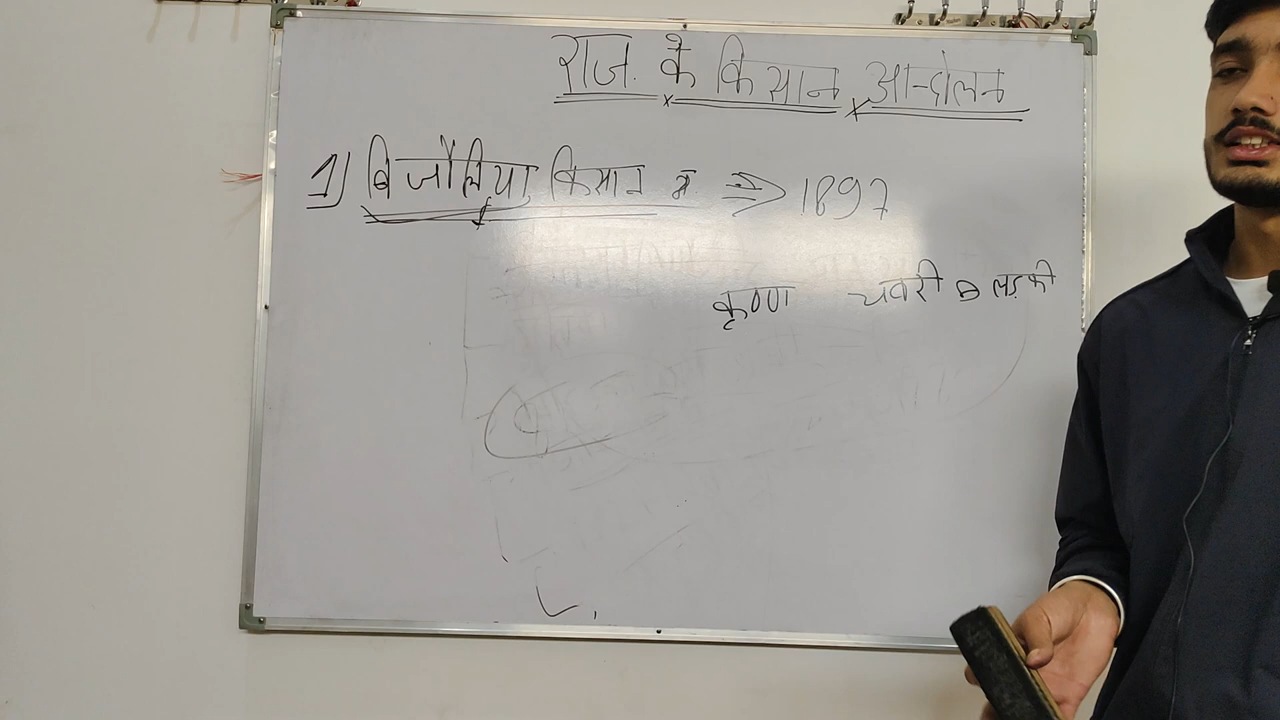 राज. के किसान आन्दोलन
1) बिजौलिया किसान => 1897
कृष्ण चवरी लड़की